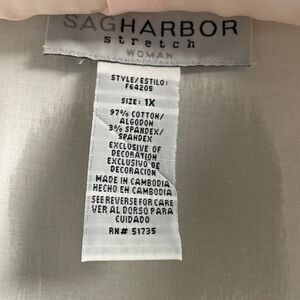 SAGHARBOR
stretch
WOMAN
STYLE/ESTILO:
F64205
SIZE: 1X
97% COTTON/
ALGODON
3% SPANDEX/
SPANDEX
EXCLUSIVE OF
DECORATION
EXCLUSIVO DE
DECORACION
MADE IN CAMBODIA
HECHO EN CAMBODIA
SEE REVERSE FOR CARE
VER AL DORSO PARA
CUIDADO
RN# 51735